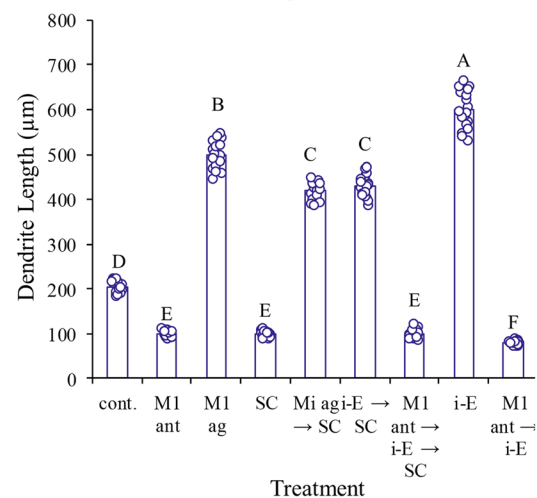 Dendrite Length (µm)
800
700
600
500
400
300
200
100
0
D
E
B
E
C
C
E
A
F
cont.
M1
ant
M1
ag
SC
Mi ag
→ SC
i-E →
SC
M1
ant →
i-E →
SC
i-E
M1
ant →
i-E
Treatment